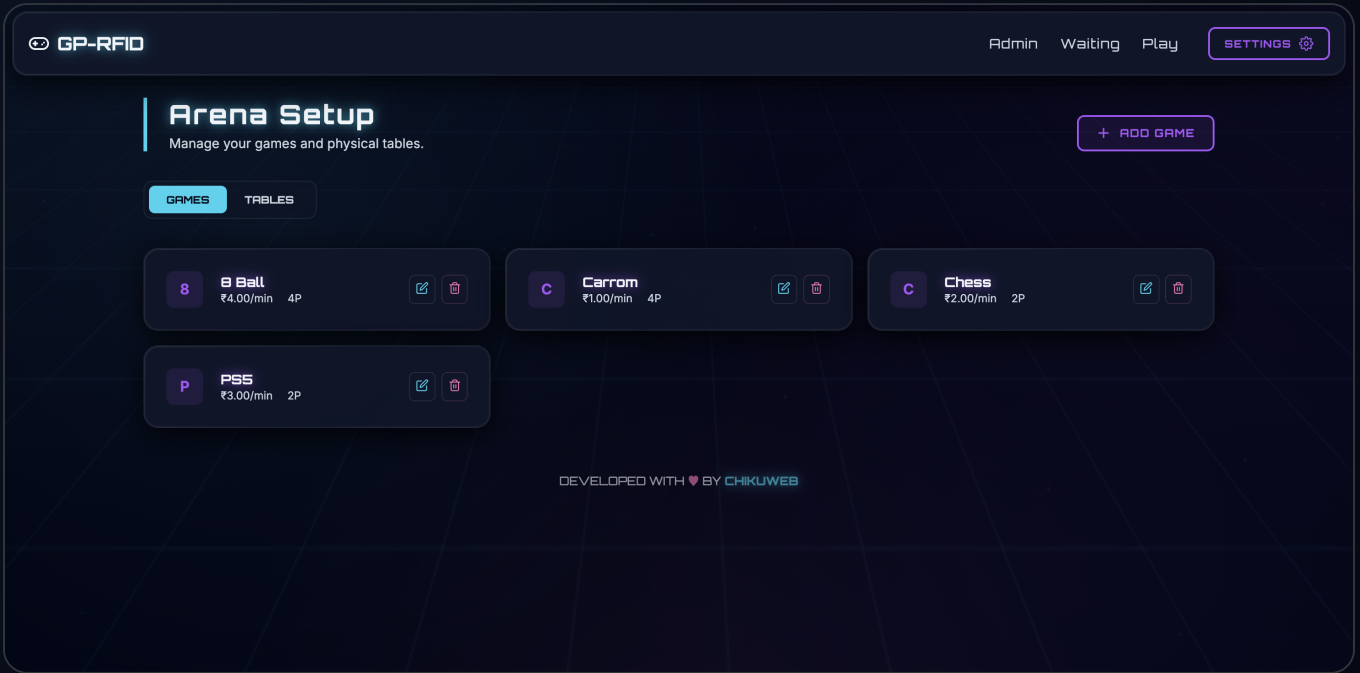 GP-RFID
Admin Waiting Play SETTINGS
Arena Setup
Manage your games and physical tables.
+ ADD GAME
GAMES TABLES
8 8 Ball
₹4.00/min 4P
C Carrom
₹1.00/min 4P
C Chess
₹2.00/min 2P
P PS5
₹3.00/min 2P
DEVELOPED WITH ♥ BY CHIKUWEB